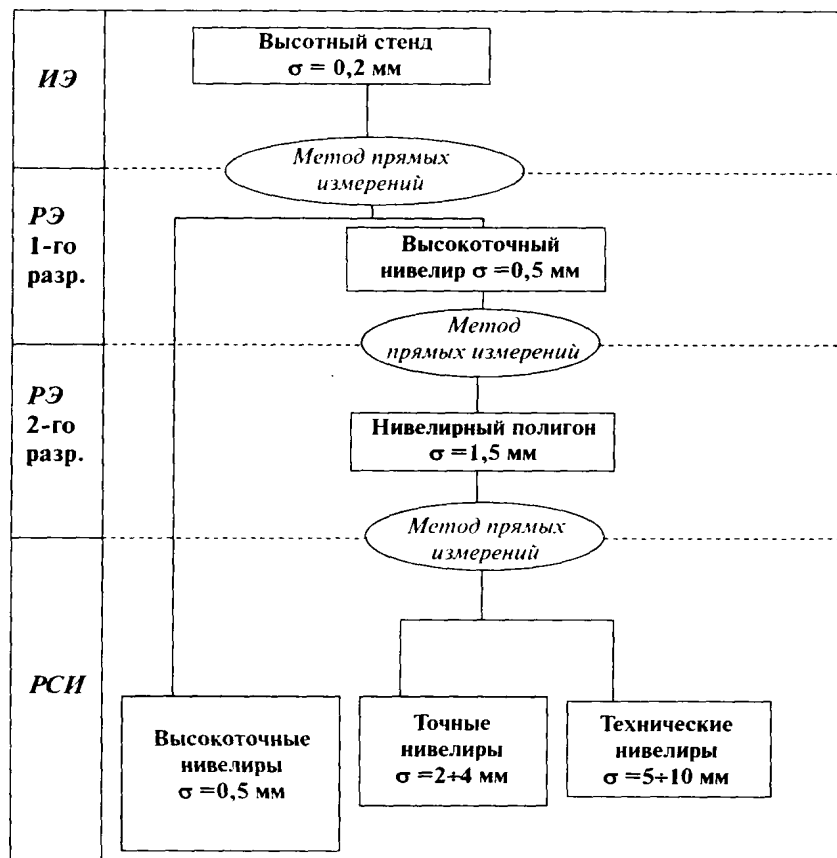 ИЭ
Высотный стенд
σ = 0,2 мм
Метод прямых
измерений
РЭ
1-го
разр.
Высокоточный
нивелир σ =0,5 мм
Метод
прямых измерений
РЭ
2-го
разр.
Нивелирный полигон
σ =1,5 мм
Метод прямых
измерений
РСИ
Высокоточные
нивелиры
σ =0,5 мм
Точные
нивелиры
σ =2÷4 мм
Технические
нивелиры
σ =5÷10 мм